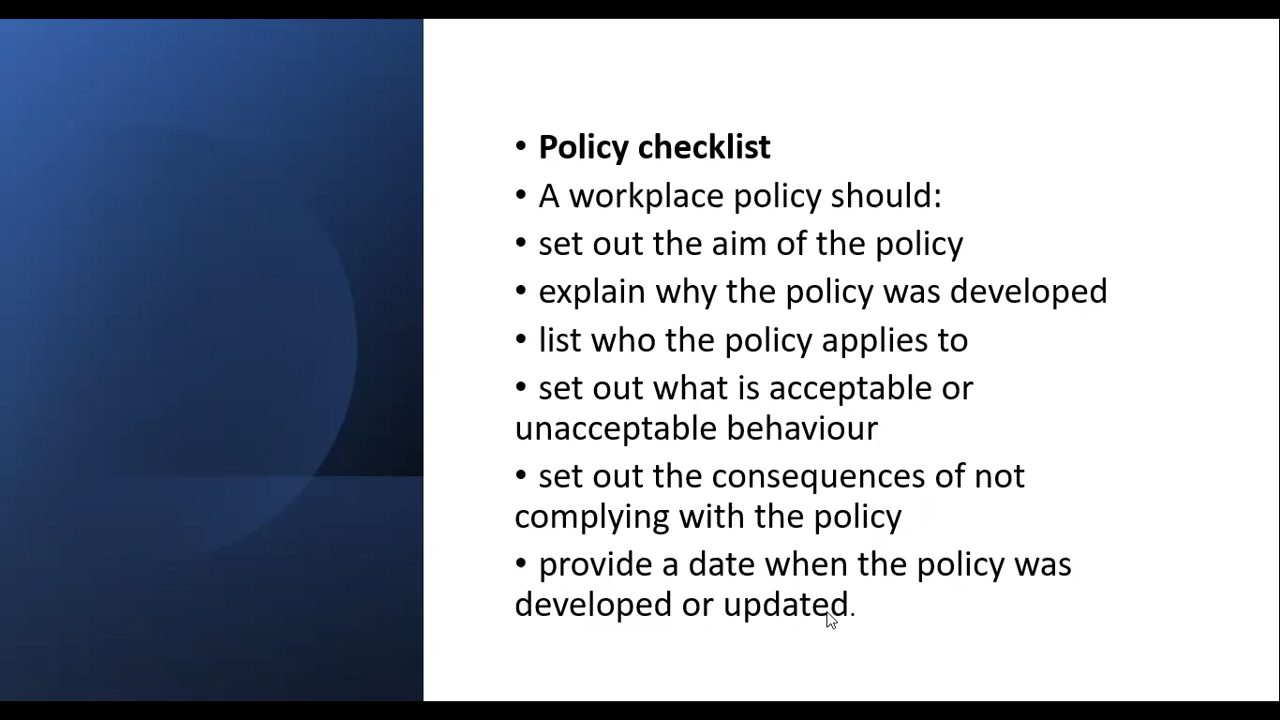 • Policy checklist
• A workplace policy should:
• set out the aim of the policy
• explain why the policy was developed
• list who the policy applies to
• set out what is acceptable or
unacceptable behaviour
• set out the consequences of not
complying with the policy
• provide a date when the policy was
developed or updated.